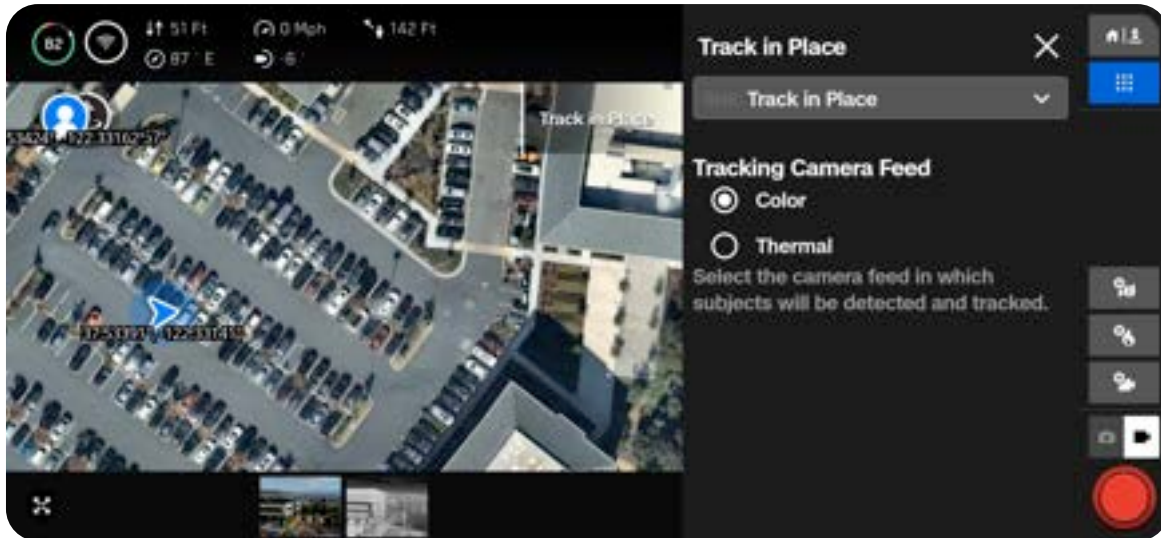 82
51 Ft
0 Mph
142 Ft
87° E
-6°
Track in Place
Track in Place
Track in Place
Tracking Camera Feed
Color
Thermal
Select the camera feed in which
subjects will be detected and tracked.